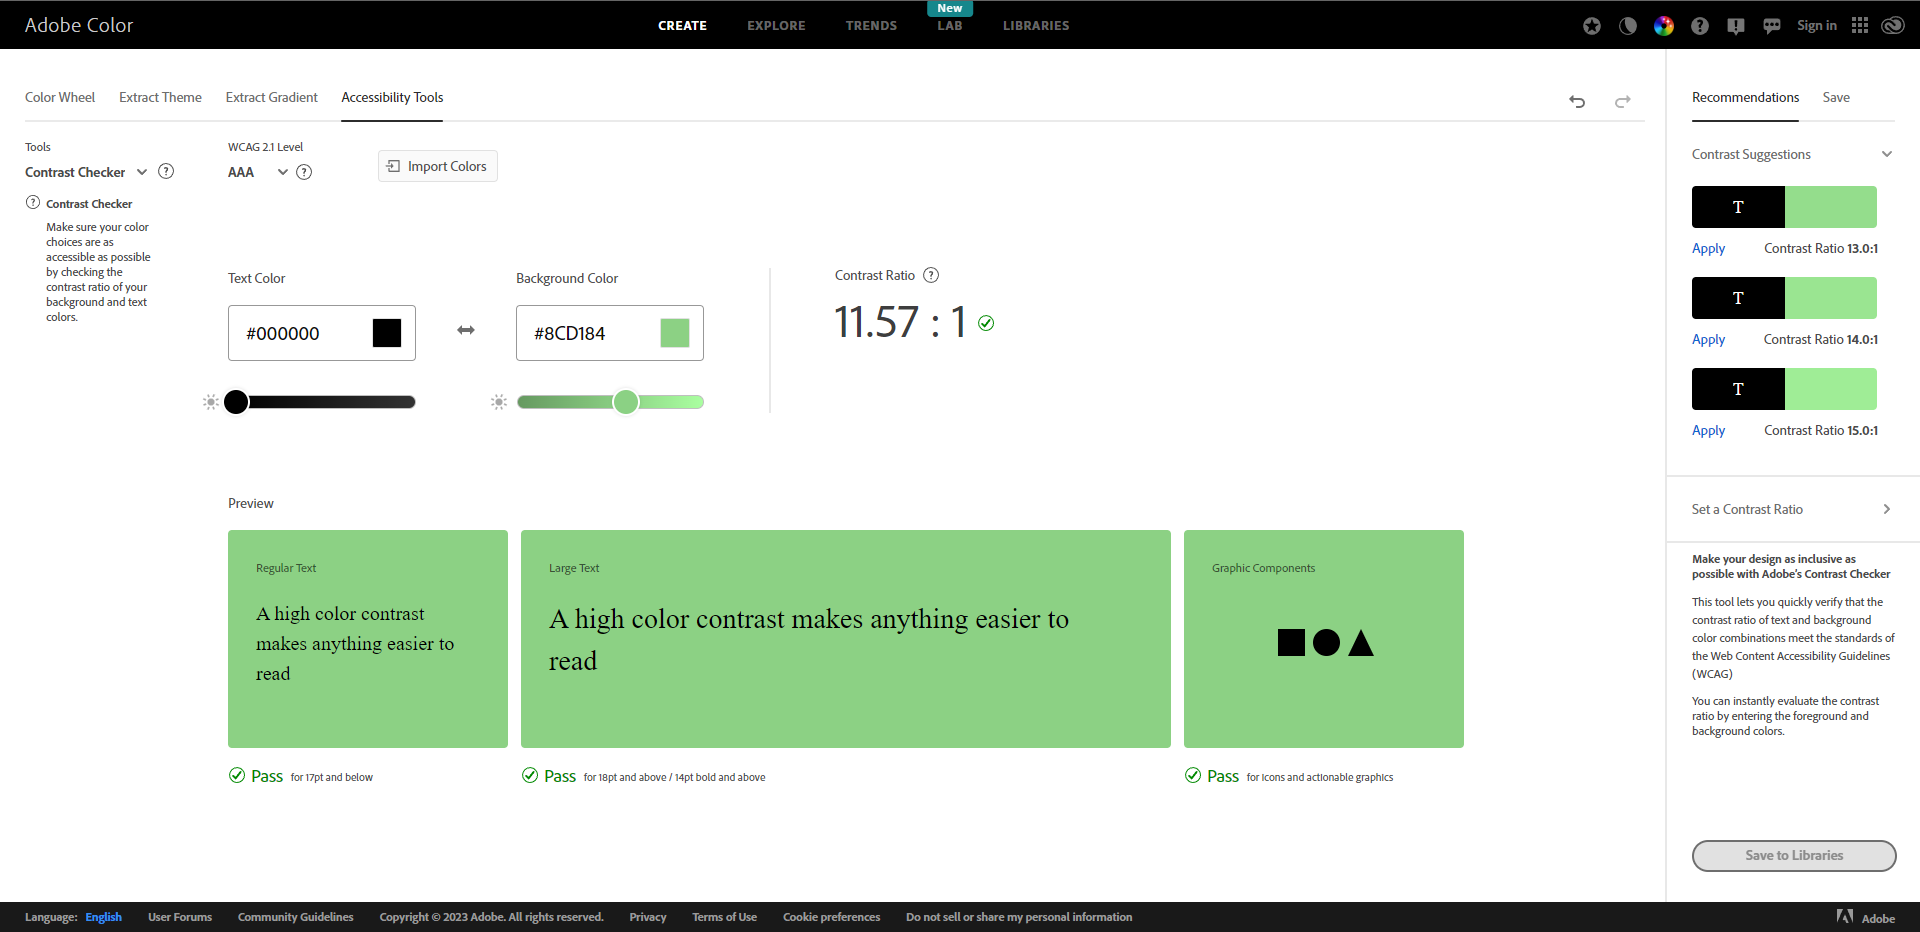 Adobe Color
CREATE
EXPLORE
TRENDS
New
LAB
LIBRARIES
Sign in
Color Wheel
Extract Theme
Extract Gradient
Accessibility Tools
Recommendations
Save
Tools
Contrast Checker
WCAG 2.1 Level
AAA
Import Colors
Contrast Checker
Make sure your color
choices are as
accessible as possible
by checking the
contrast ratio of your
background and text
colors.
Text Color
#000000
Background Color
#8CD184
Contrast Ratio
11.57 : 1
Contrast Suggestions
T
Apply
Contrast Ratio 13.0:1
T
Apply
Contrast Ratio 14.0:1
T
Apply
Contrast Ratio 15.0:1
Preview
Regular Text
A high color contrast
makes anything easier to
read
Large Text
A high color contrast makes anything easier to
read
Graphic Components
Pass for 17pt and below
Pass for 18pt and above / 14pt bold and above
Pass for icons and actionable graphics
Set a Contrast Ratio
Make your design as inclusive as
possible with Adobe's Contrast Checker
This tool lets you quickly verify that the
contrast ratio of text and background
color combinations meet the standards of
the Web Content Accessibility Guidelines
(WCAG)
You can instantly evaluate the contrast
ratio by entering the foreground and
background colors.
Save to Libraries
Language: English
User Forums
Community Guidelines
Copyright © 2023 Adobe. All rights reserved.
Privacy
Terms of Use
Cookie preferences
Do not sell or share my personal information
Adobe